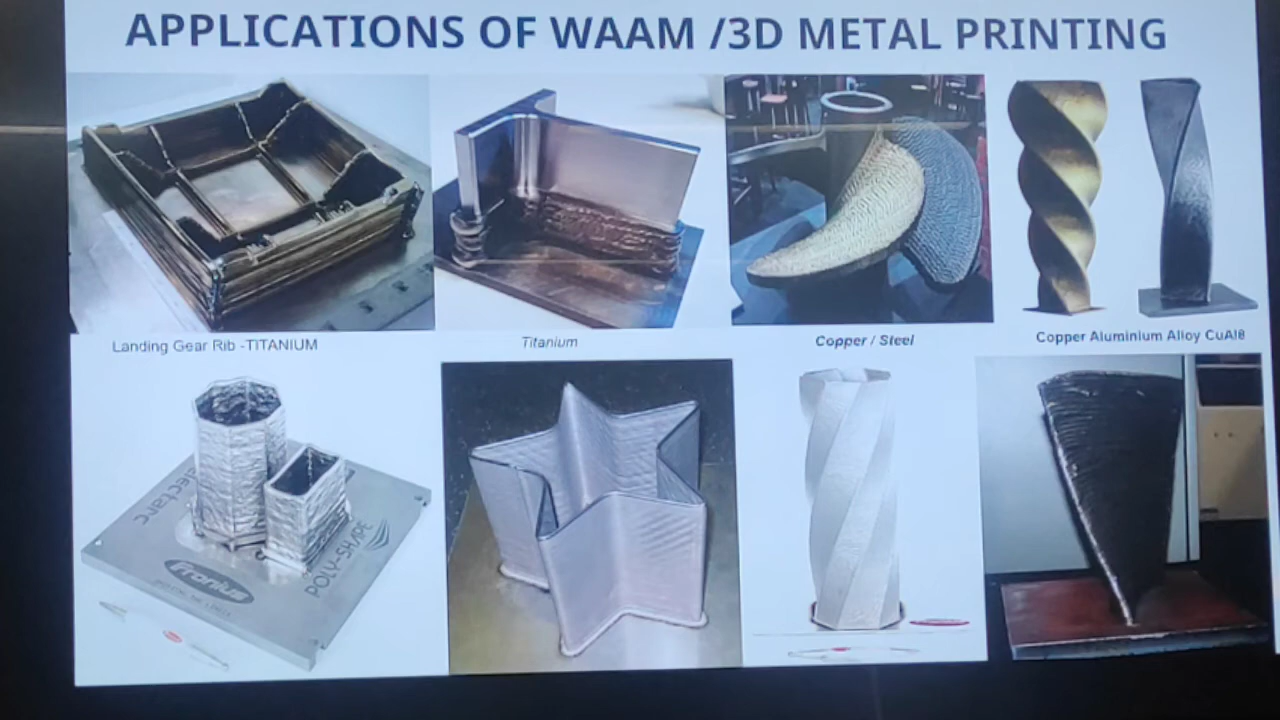 APPLICATIONS OF WAAM /3D METAL PRINTING
Landing Gear Rib -TITANIUM
Titanium
Copper / Steel
Copper Aluminium Alloy CuAl8
Fronius
POLY-SHAPE